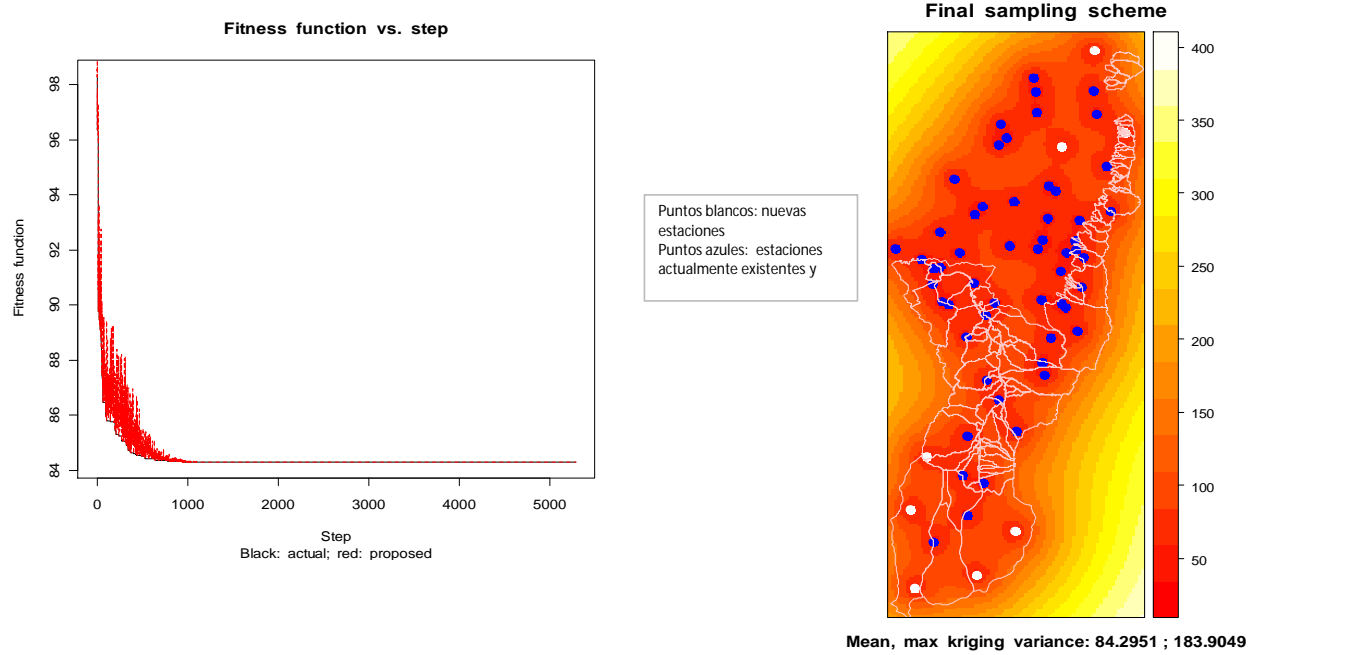 Fitness function vs. step
Fitness function
98
96
94
92
90
88
86
84
0 1000 2000 3000 4000 5000
Step
Black: actual; red: proposed
Puntos blancos: nuevas
estaciones
Puntos azules: estaciones
actualmente existentes y
Final sampling scheme
400
350
300
250
200
150
100
50
Mean, max kriging variance: 84.2951 ; 183.9049